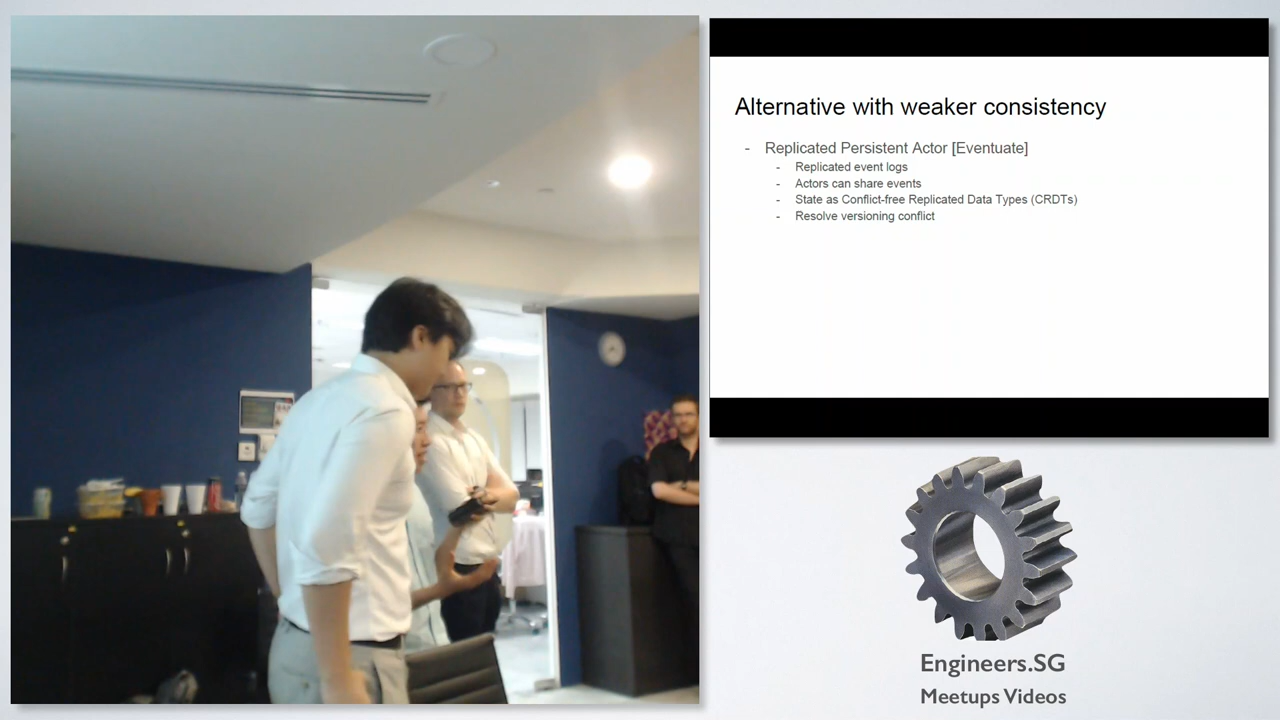 Alternative with weaker consistency
- Replicated Persistent Actor [Eventuate]
- Replicated event logs
- Actors can share events
- State as Conflict-free Replicated Data Types (CRDTs)
- Resolve versioning conflict
Engineers.SG
Meetups Videos